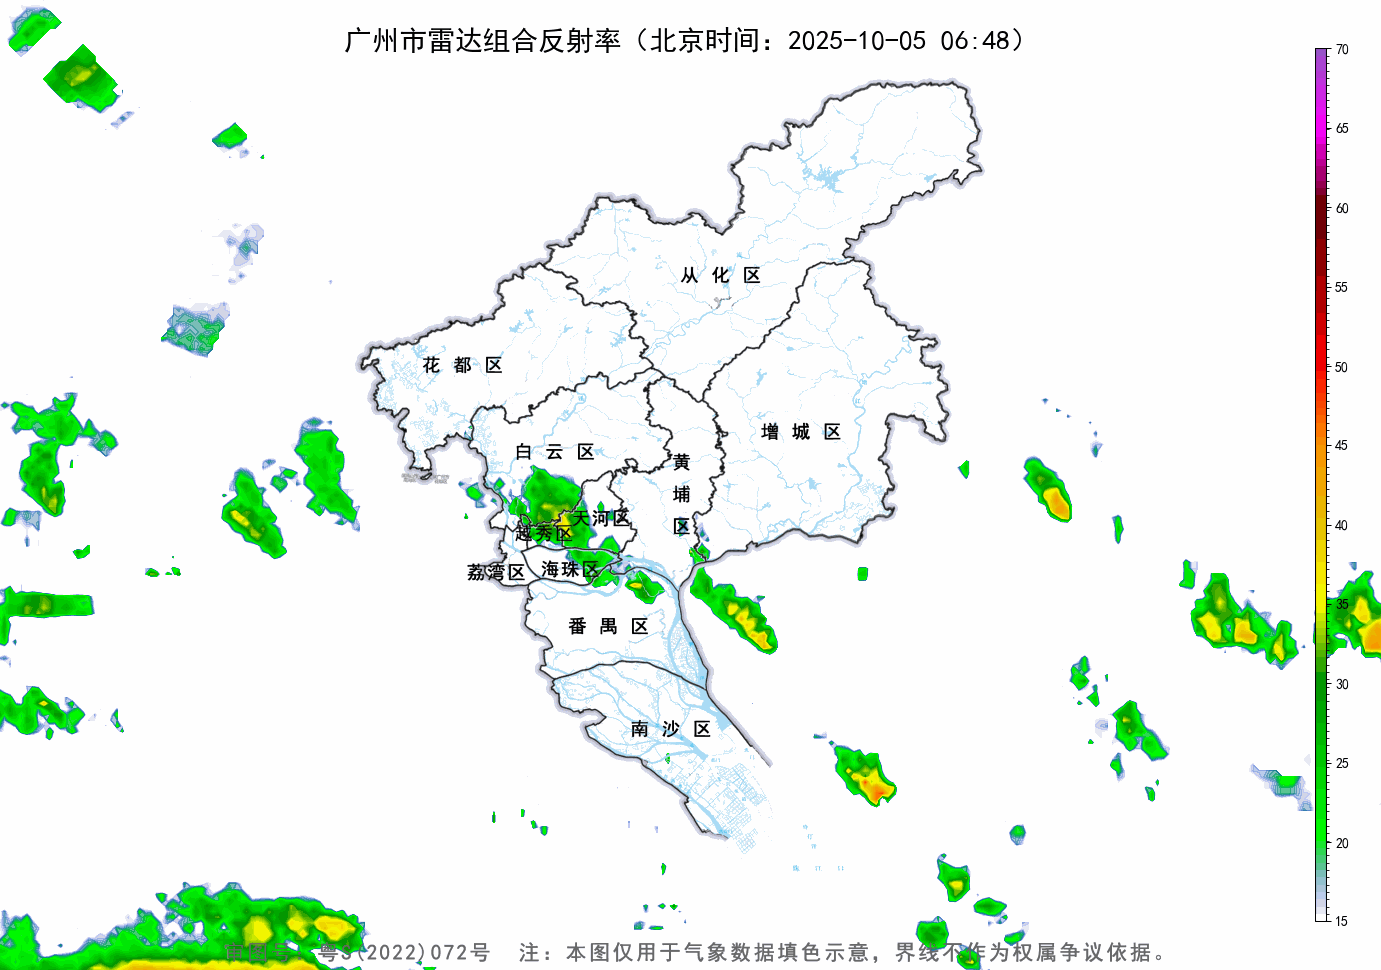 广州市雷达组合反射率（北京时间：2025-10-05 06:48）
70
65
60
55
50
45
40
35
30
25
20
15
从化区
花都区
增城区
白云区
黄埔区
天河区
越秀区
海珠区
荔湾区
番禺区
南沙区
审图号：粤S(2022)072号 注：本图仅用于气象数据填色示意，界线不作为权属争议依据。